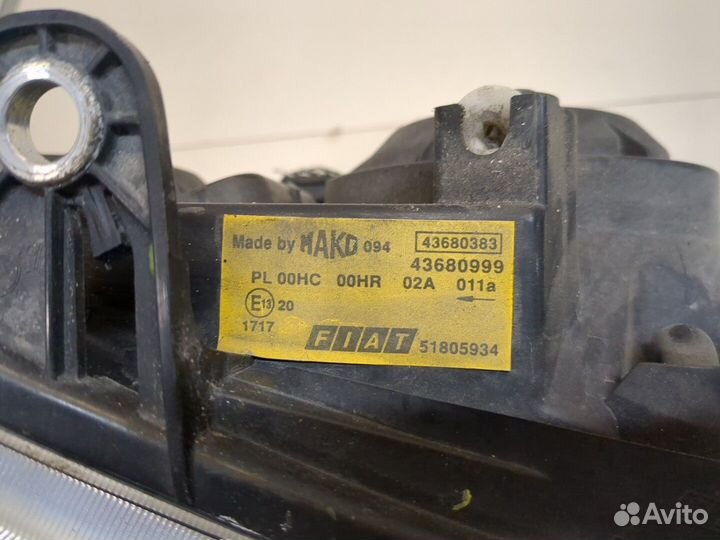 Made by MAKO 094 43680383
43680999
PL 00HC 00HR 02A 011a
E13 20
1717 FIAT 51805934
Avito